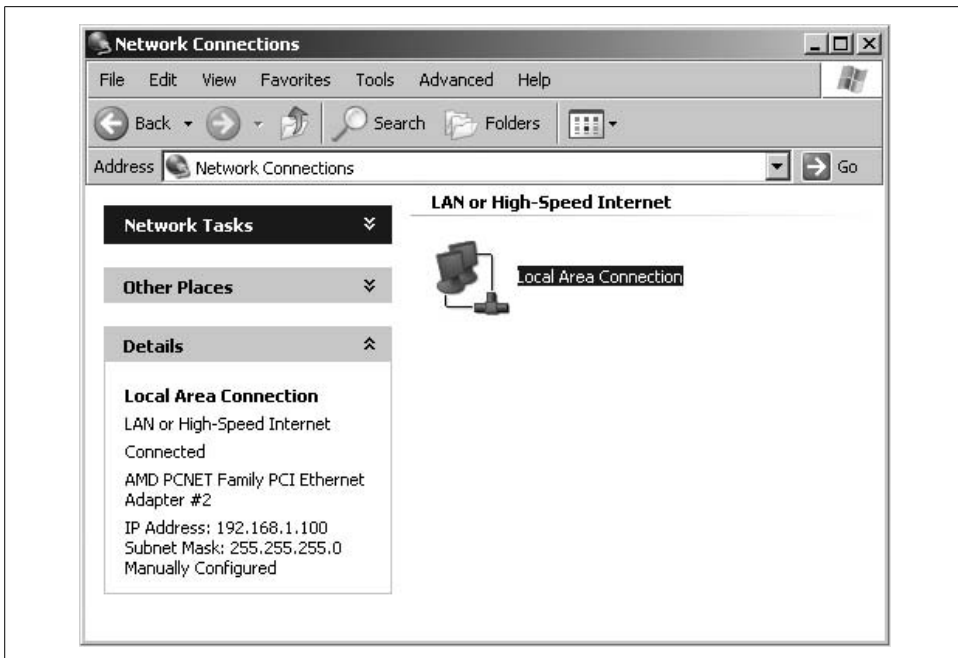 Network Connections
File Edit View Favorites Tools Advanced Help
Back Search Folders
Address Network Connections Go
LAN or High-Speed Internet
Network Tasks
Local Area Connection
Other Places
Details
Local Area Connection
LAN or High-Speed Internet
Connected
AMD PCNET Family PCI Ethernet
Adapter #2
IP Address: 192.168.1.100
Subnet Mask: 255.255.255.0
Manually Configured